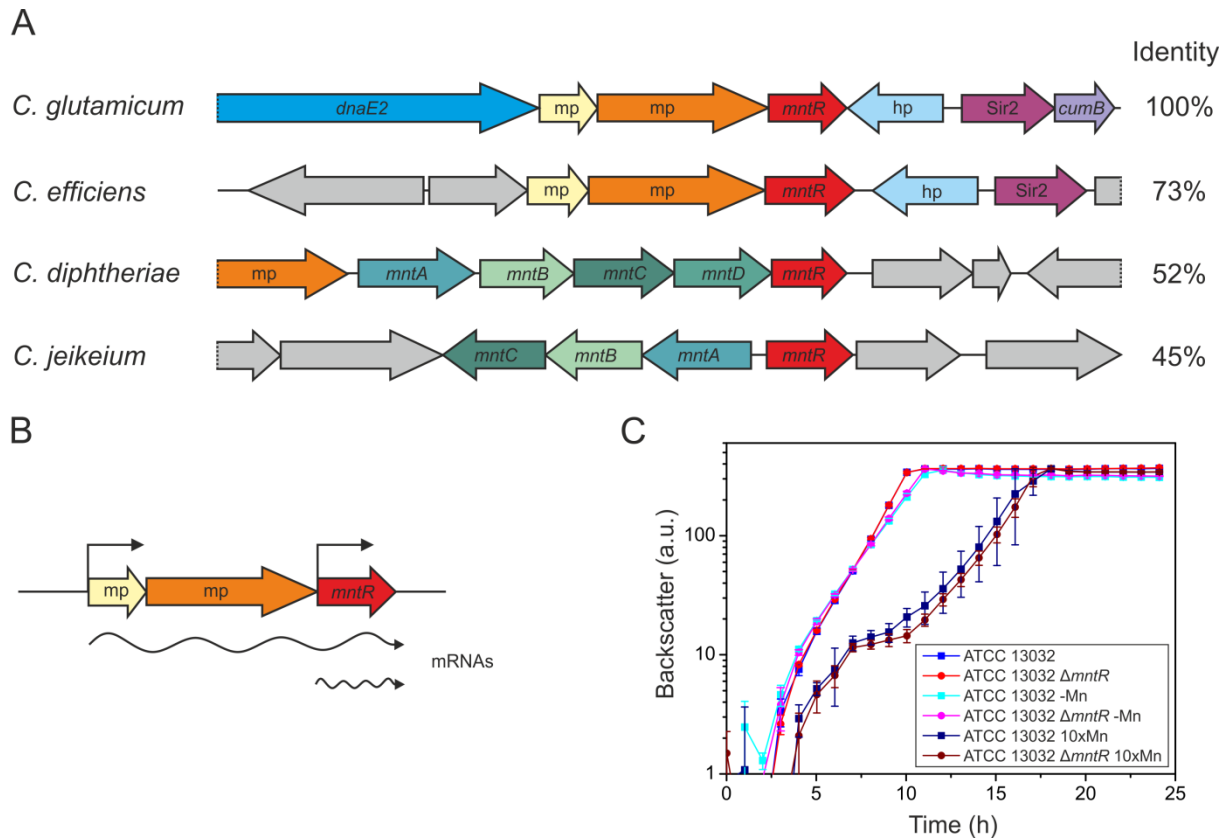 A
Identity
C. glutamicum dnaE2 mp mp mntR hp Sir2 cumB 100%
C. efficiens mp mp mntR hp Sir2 73%
C. diphtheriae mp mntA mntB mntC mntD mntR 52%
C. jeikeium mntC mntB mntA mntR 45%
B
mp mp mntR
mRNAs
C
Backscatter (a.u.)
100
10
1
0 5 10 15 20 25
Time (h)
ATCC 13032
ATCC 13032 ΔmntR
ATCC 13032 -Mn
ATCC 13032 ΔmntR -Mn
ATCC 13032 10xMn
ATCC 13032 ΔmntR 10xMn